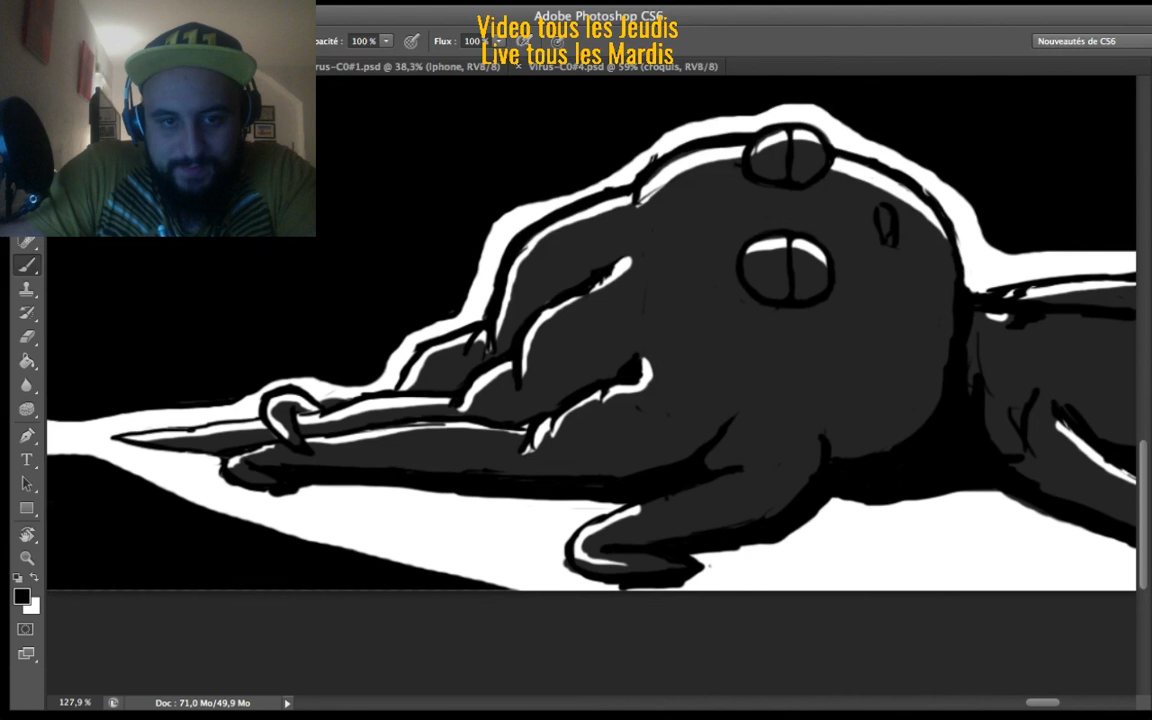 Adobe Photoshop CS6
Video tous les Jeudis
Live tous les Mardis
pacité : 100 % Flux : 100 % Nouveautés de CS6
rus-C0#1.psd @ 38,3% (iphone, RVB/8) × Virus-C0#4.psd @ 59% (croquis, RVB/8)
127,9 % Doc : 71,0 Mo/49,9 Mo